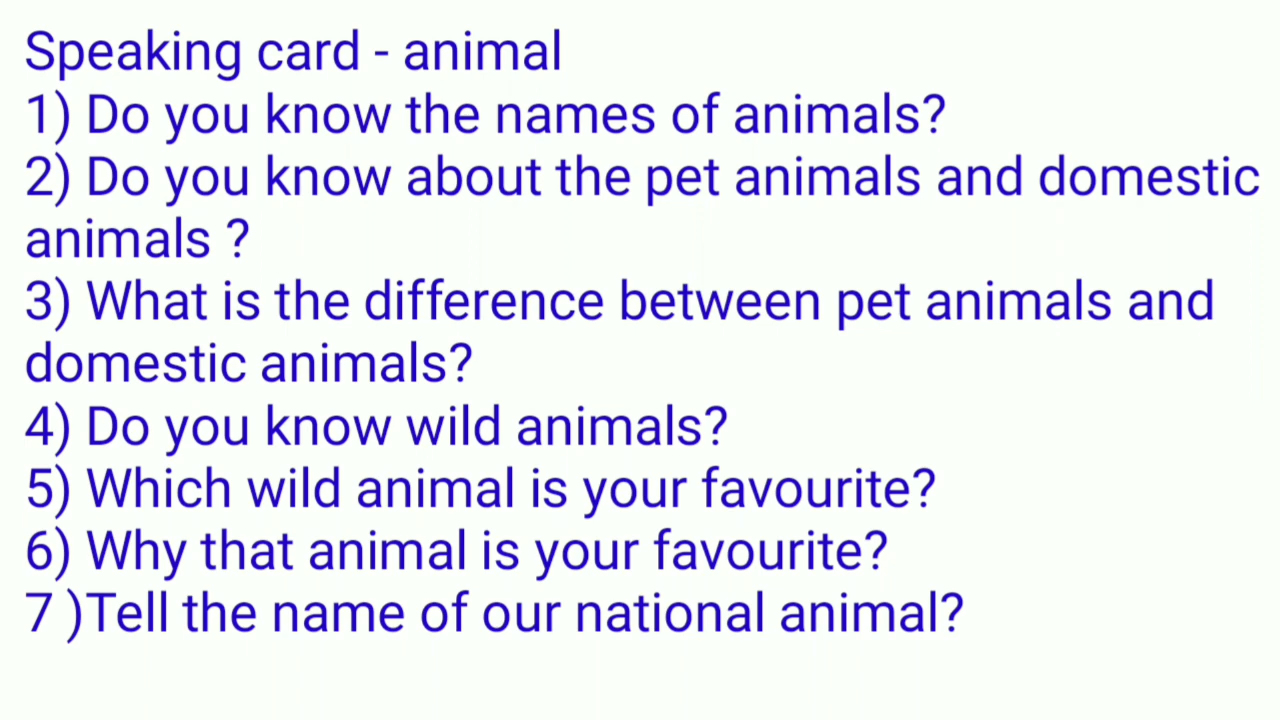 Speaking card - animal
1) Do you know the names of animals?
2) Do you know about the pet animals and domestic
animals ?
3) What is the difference between pet animals and
domestic animals?
4) Do you know wild animals?
5) Which wild animal is your favourite?
6) Why that animal is your favourite?
7 )Tell the name of our national animal?